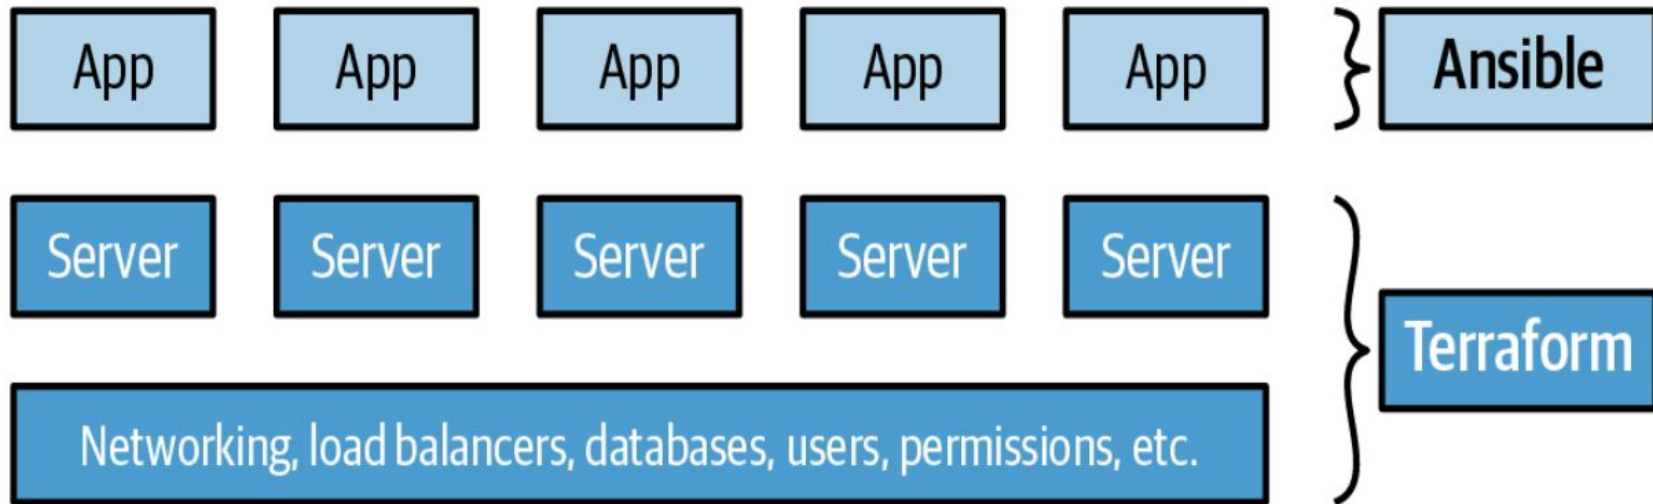 App App App App App Ansible
Server Server Server Server Server
Terraform
Networking, load balancers, databases, users, permissions, etc.